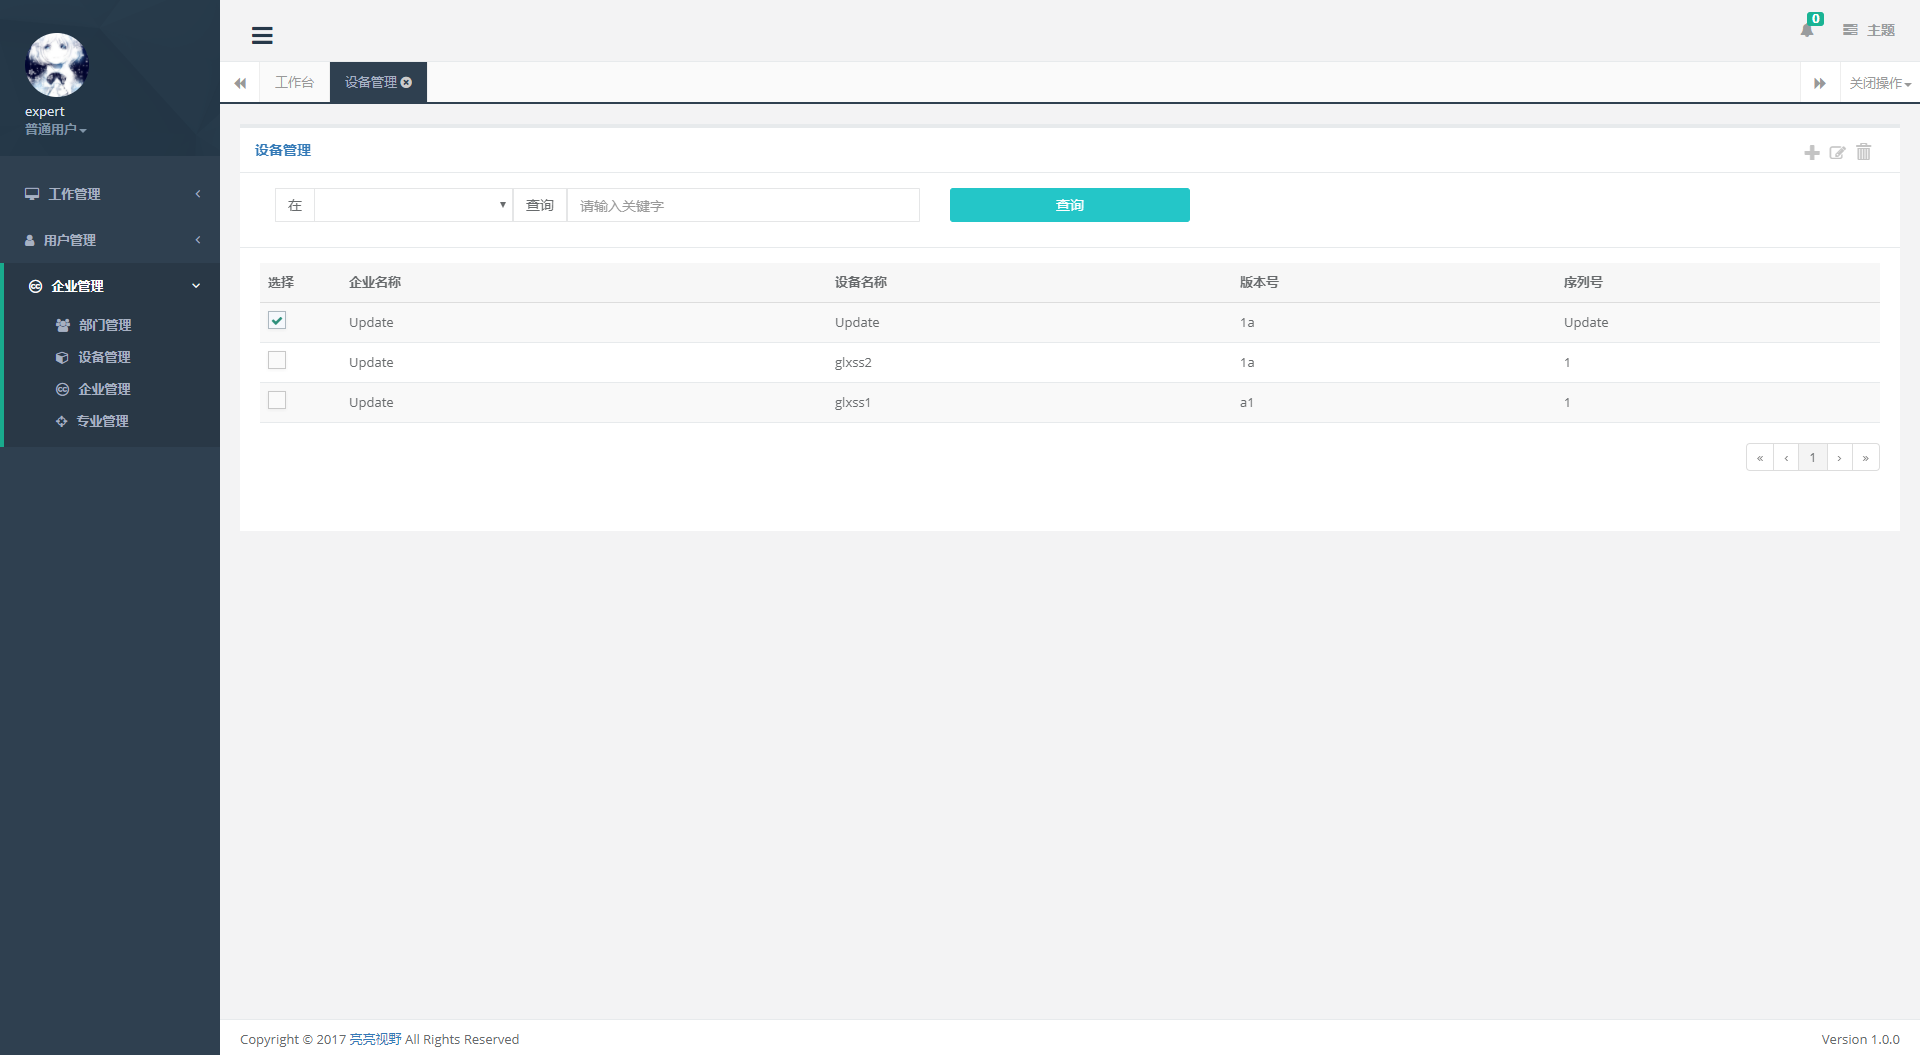 expert
普通用户
工作管理
用户管理
企业管理
部门管理
设备管理
企业管理
专业管理
0
主题
工作台
设备管理
关闭操作
设备管理
在
查询
请输入关键字
查询
选择 企业名称 设备名称 版本号 序列号
Update Update 1a Update
Update glxss2 1a 1
Update glxss1 a1 1
« ‹ 1 › »
Copyright © 2017 亮亮视野 All Rights Reserved
Version 1.0.0